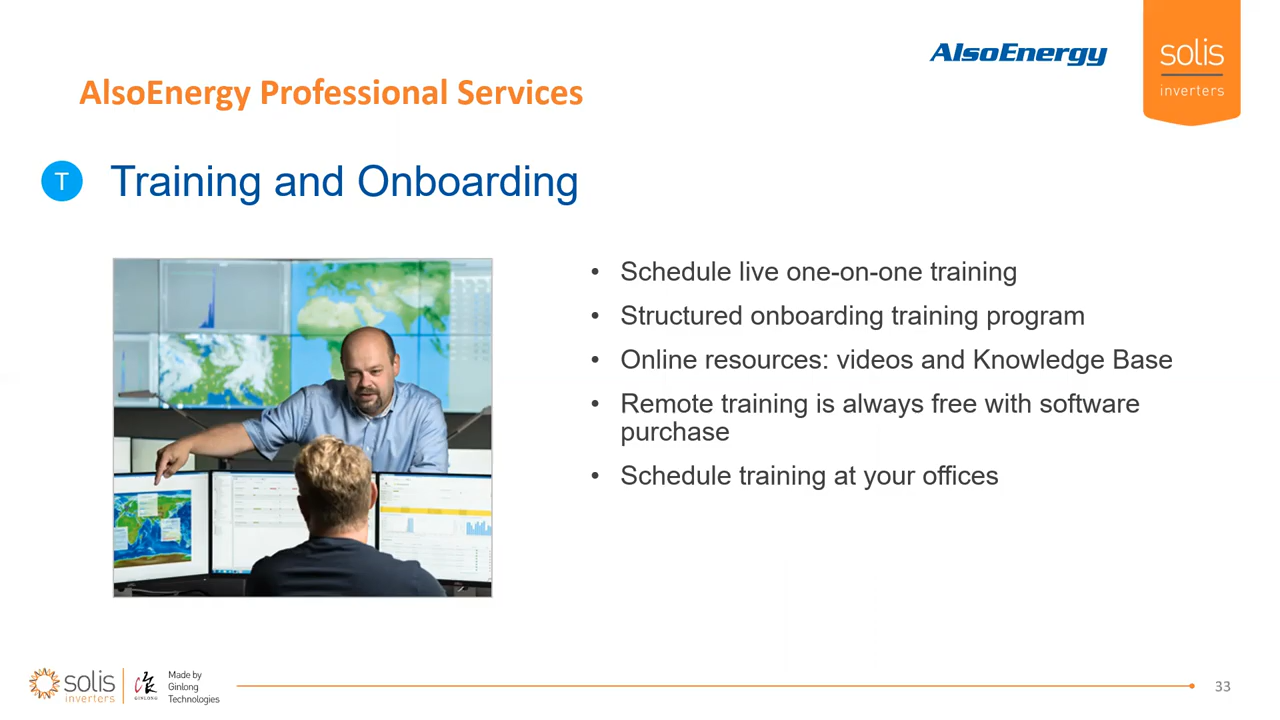 AlsoEnergy
solis
inverters
AlsoEnergy Professional Services
T
Training and Onboarding
• Schedule live one-on-one training
• Structured onboarding training program
• Online resources: videos and Knowledge Base
• Remote training is always free with software
purchase
• Schedule training at your offices
solis
inverters
GINLONG
Made by
Ginlong
Technologies
33